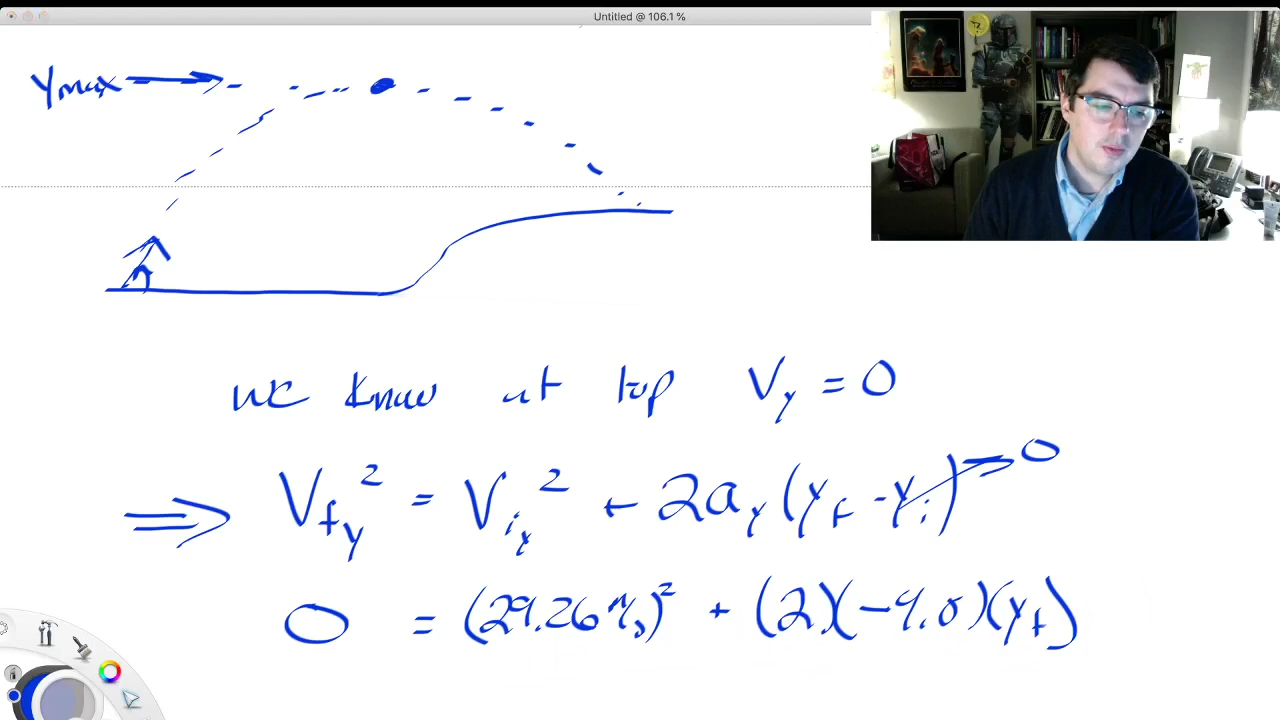 Untitled @ 106.1 %
Ymax
we know at top Vy = 0
⇒ Vfy² = Viy² + 2ay(yf - yi) → 0
0 = (29.26 m/s)² + (2)(-9.8)(yf)